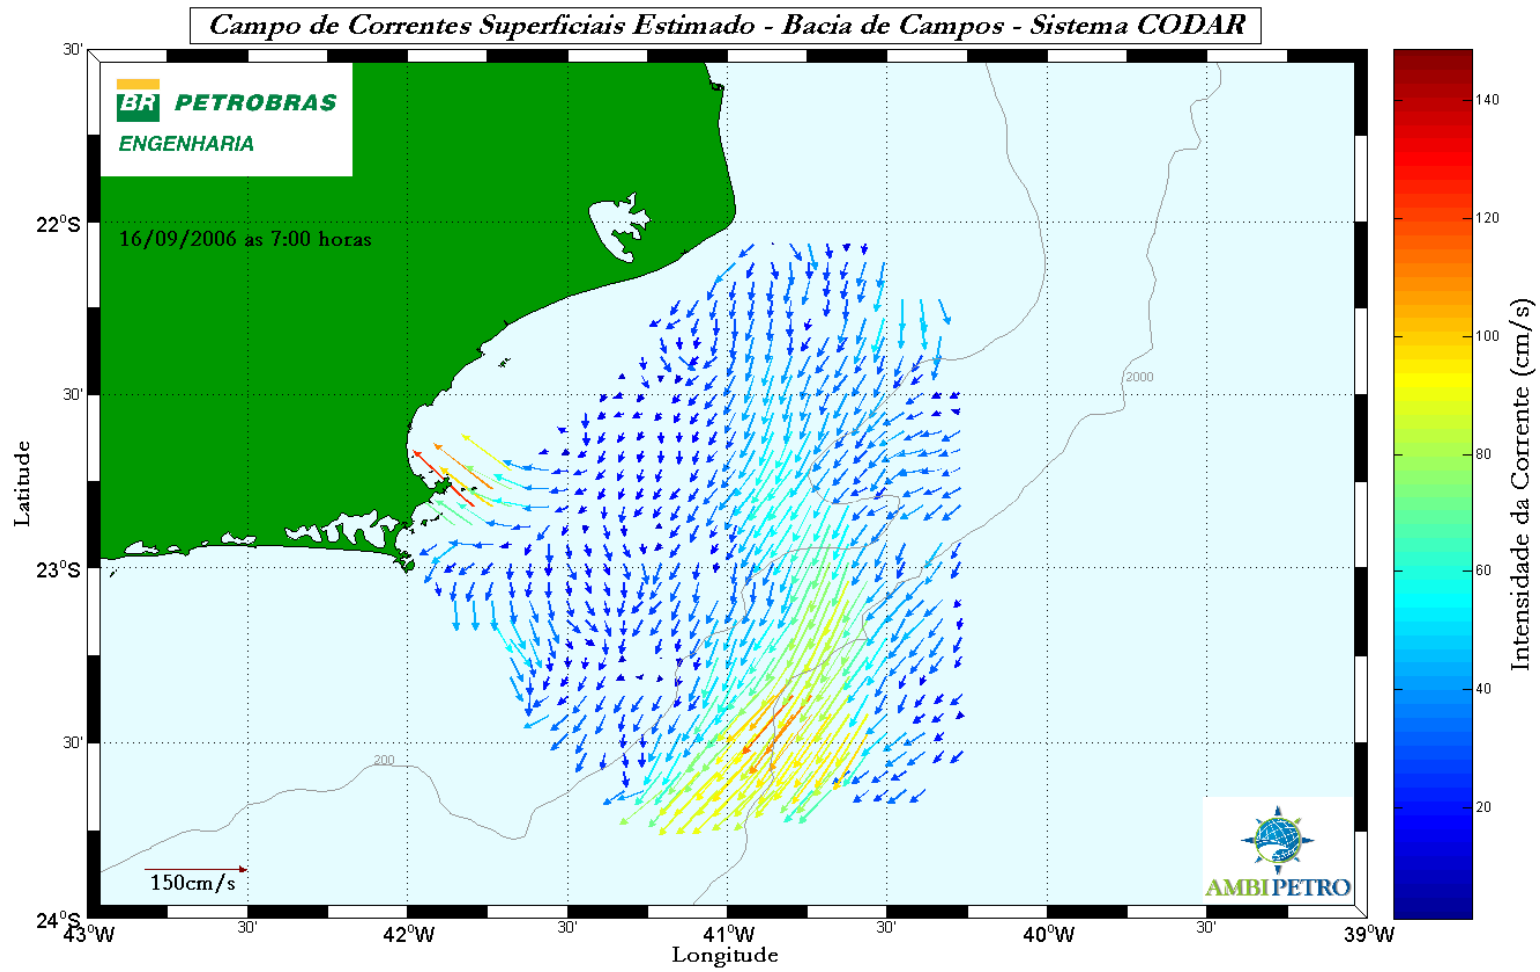 Campo de Correntes Superficiais Estimado - Bacia de Campos - Sistema CODAR
BR PETROBRAS
ENGENHARIA
16/09/2006 as 7:00 horas
30'
22°S
30'
23°S
30'
24°S
Latitude
43°W
30'
42°W
30'
41°W
30'
40°W
30'
39°W
Longitude
2000
200
150cm/s
AMBIPETRO
140
120
100
80
60
40
20
Intensidade da Corrente (cm/s)